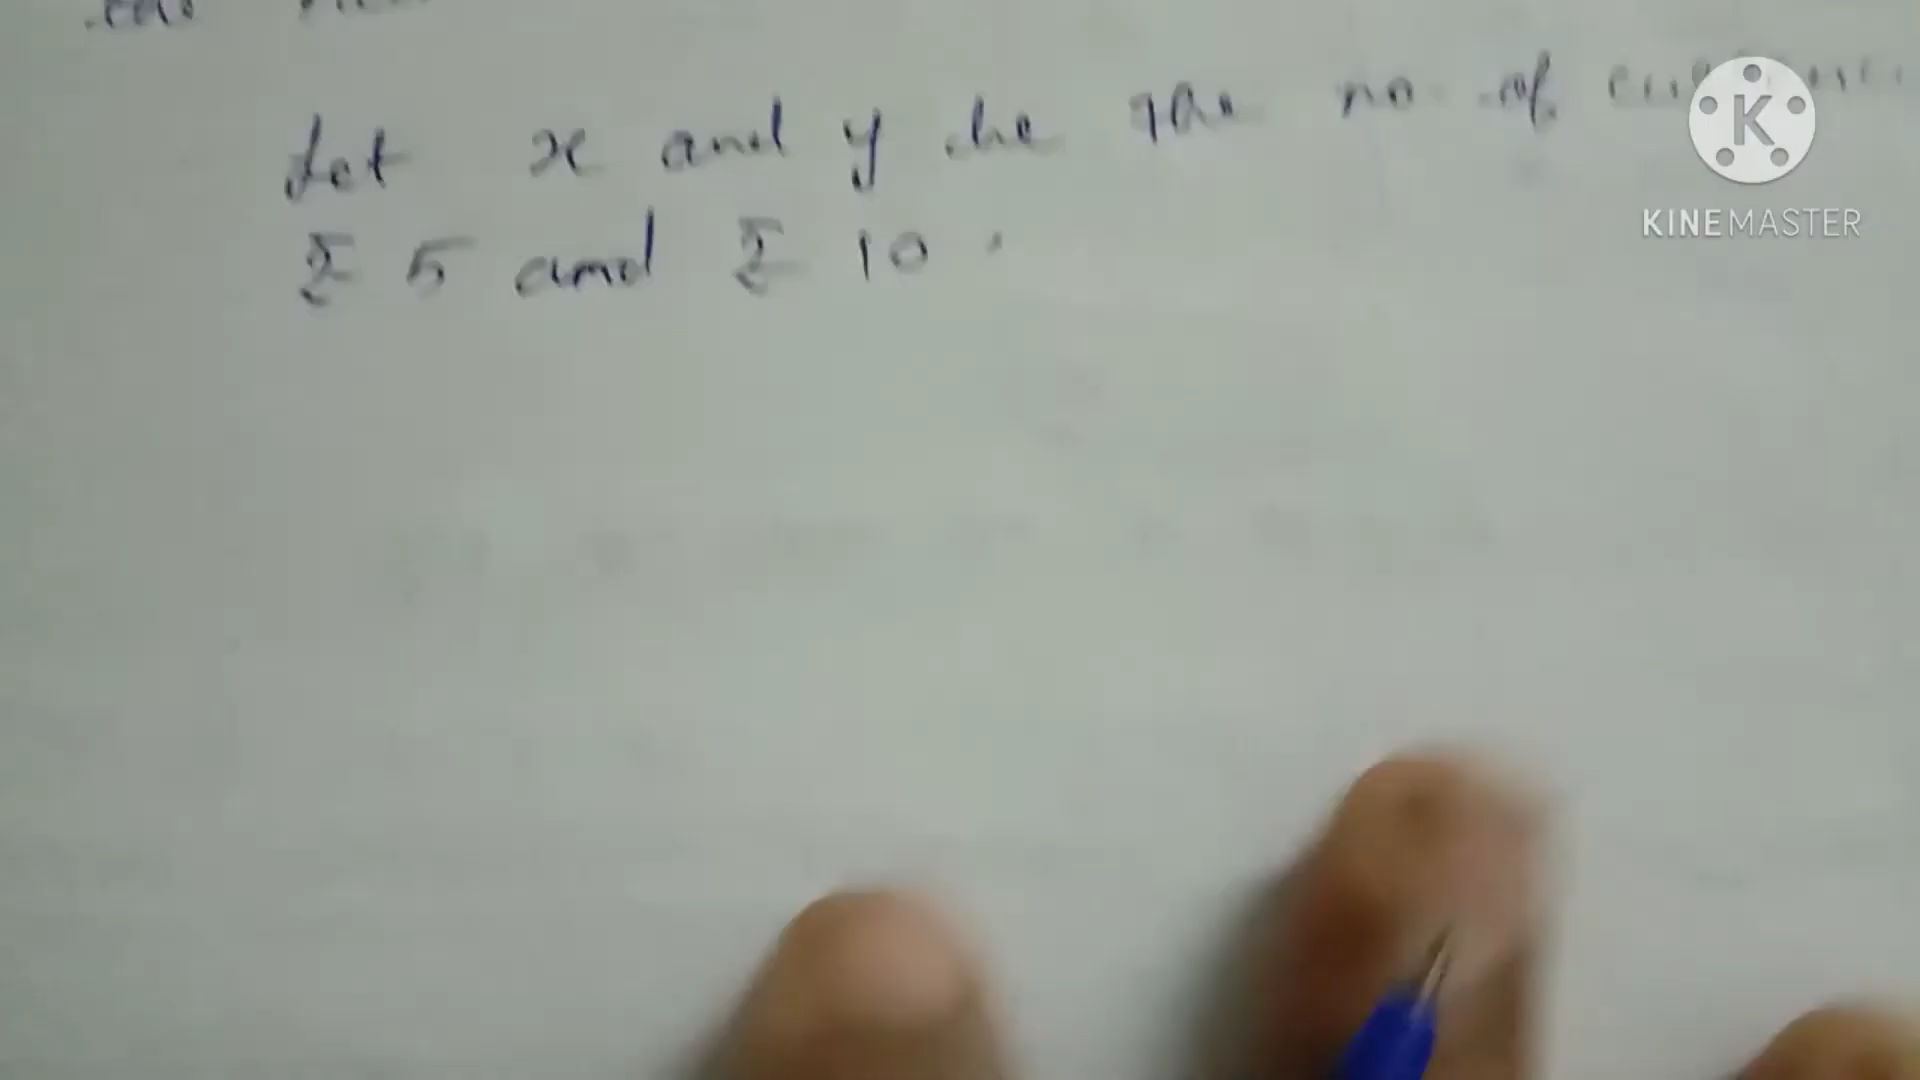 Let x and y be the no. of
₹ 5 and ₹ 10.
KINEMASTER